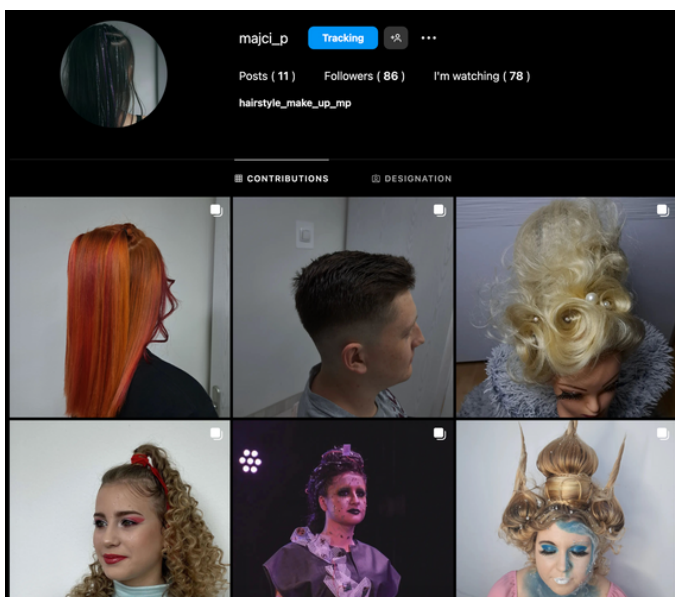 majci_p Tracking
Posts ( 11 ) Followers ( 86 ) I'm watching ( 78 )
hairstyle_make_up_mp
CONTRIBUTIONS DESIGNATION